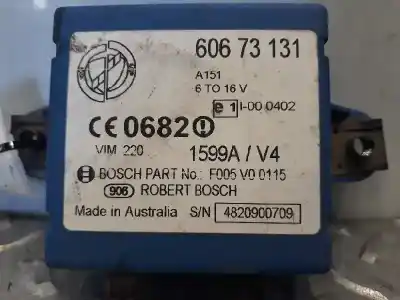 606 73 131
A151
6 TO 16 V
e 1 I-00 0402
CE 0682
VIM 220 1599A / V4
BOSCH PART No.: F005 V0 0115
906 ROBERT BOSCH
Made in Australia S/N 4820900709